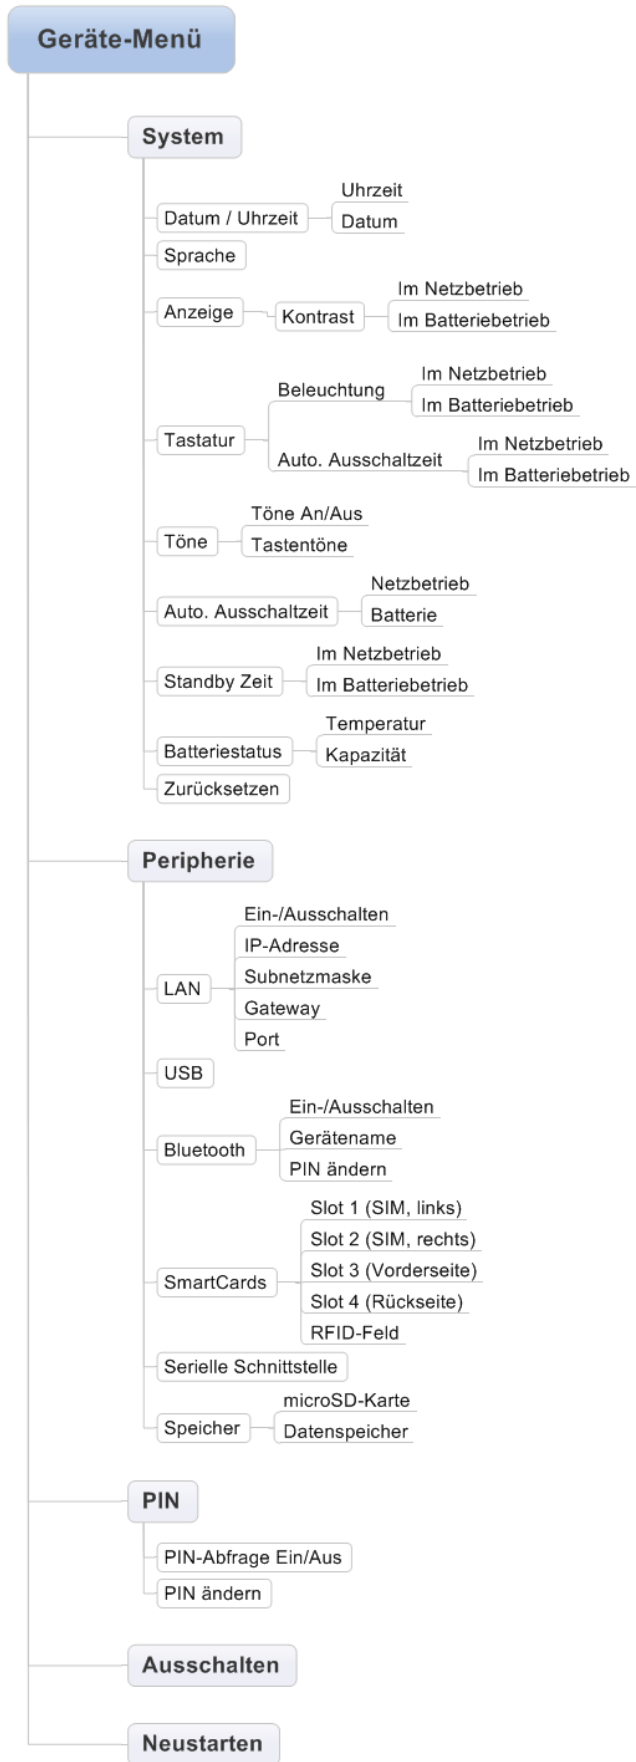 Geräte-Menü
System
Datum / Uhrzeit
Uhrzeit
Datum
Sprache
Anzeige
Kontrast
Im Netzbetrieb
Im Batteriebetrieb
Tastatur
Beleuchtung
Im Netzbetrieb
Im Batteriebetrieb
Auto. Ausschaltzeit
Im Netzbetrieb
Im Batteriebetrieb
Töne
Töne An/Aus
Tastentöne
Auto. Ausschaltzeit
Netzbetrieb
Batterie
Standby Zeit
Im Netzbetrieb
Im Batteriebetrieb
Batteriestatus
Temperatur
Kapazität
Zurücksetzen
Peripherie
LAN
Ein-/Ausschalten
IP-Adresse
Subnetzmaske
Gateway
Port
USB
Bluetooth
Ein-/Ausschalten
Gerätename
PIN ändern
SmartCards
Slot 1 (SIM, links)
Slot 2 (SIM, rechts)
Slot 3 (Vorderseite)
Slot 4 (Rückseite)
RFID-Feld
Serielle Schnittstelle
Speicher
microSD-Karte
Datenspeicher
PIN
PIN-Abfrage Ein/Aus
PIN ändern
Ausschalten
Neustarten